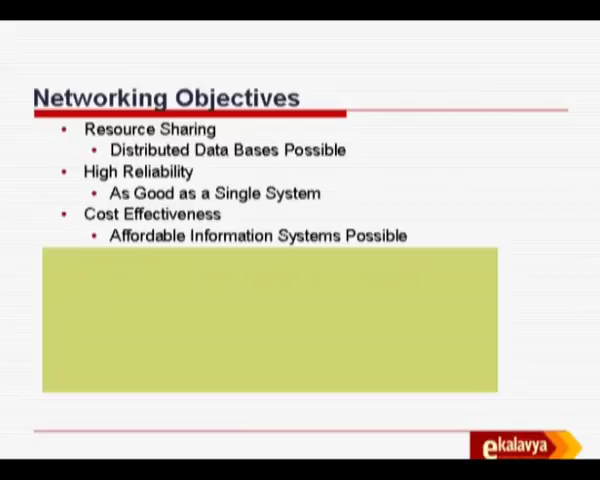 Networking Objectives
• Resource Sharing
• Distributed Data Bases Possible
• High Reliability
• As Good as a Single System
• Cost Effectiveness
• Affordable Information Systems Possible
ekalavya